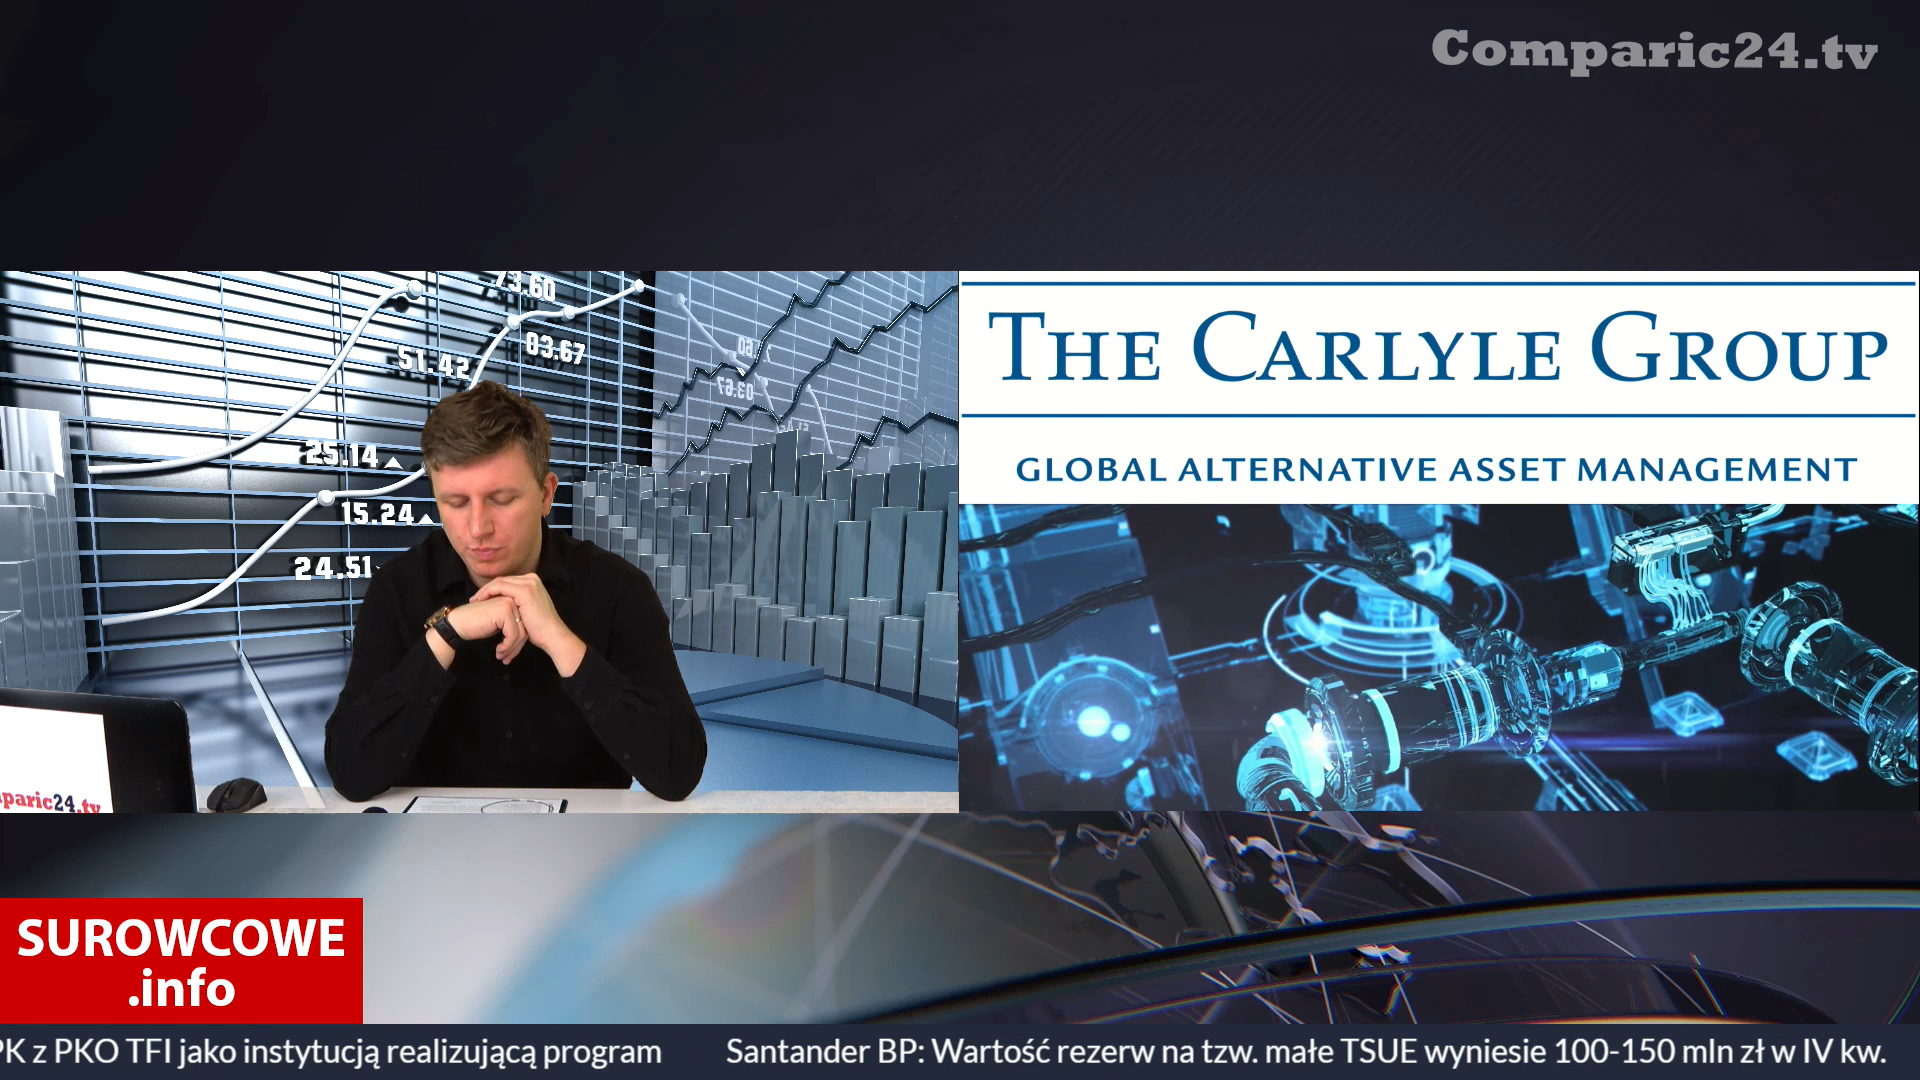 Comparic24.tv
73.60
03.67
51.42
25.14
15.24
24.51
THE CARLYLE GROUP
GLOBAL ALTERNATIVE ASSET MANAGEMENT
paric24.tv
SUROWCOWE
.info
PK z PKO TFI jako instytucją realizującą program
Santander BP: Wartość rezerw na tzw. małe TSUE wyniesie 100-150 mln zł w IV kw.